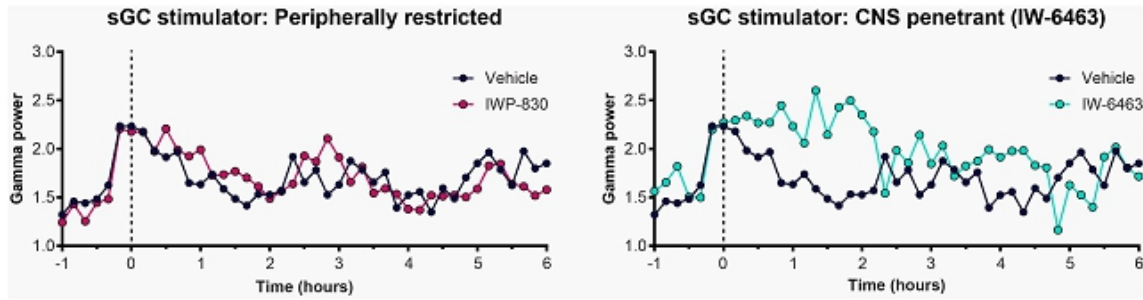 sGC stimulator: Peripherally restricted
3.0
2.5
2.0
1.5
1.0
Gamma power
Vehicle
IWP-830
-1 0 1 2 3 4 5 6
Time (hours)
sGC stimulator: CNS penetrant (IW-6463)
3.0
2.5
2.0
1.5
1.0
Gamma power
Vehicle
IW-6463
-1 0 1 2 3 4 5 6
Time (hours)